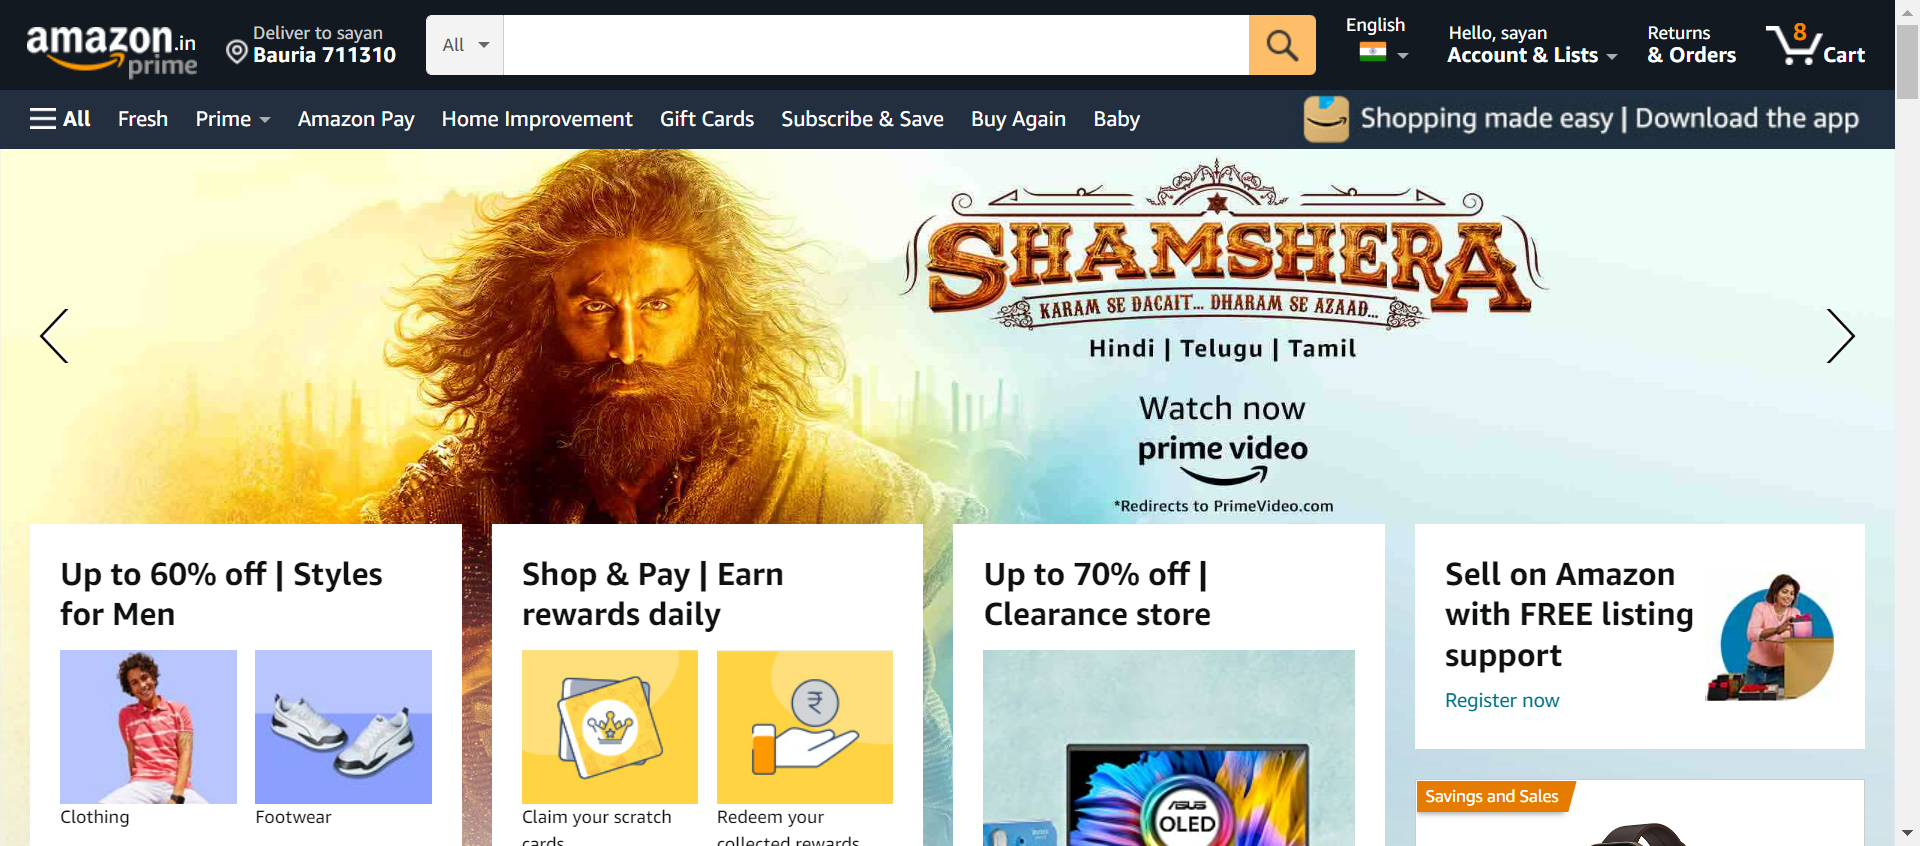 amazon.in
prime
Deliver to sayan
Bauria 711310
All
English
Hello, sayan
Account & Lists
Returns
& Orders
8
Cart
All
Fresh
Prime
Amazon Pay
Home Improvement
Gift Cards
Subscribe & Save
Buy Again
Baby
Shopping made easy | Download the app
SHAMSHERA
KARAM SE DACAIT... DHARAM SE AZAAD...
Hindi | Telugu | Tamil
Watch now
prime video
*Redirects to PrimeVideo.com
Up to 60% off | Styles
for Men
Clothing
Footwear
Shop & Pay | Earn
rewards daily
₹
Claim your scratch
cards
Redeem your
collected rewards
Up to 70% off |
Clearance store
ASUS
OLED
Sell on Amazon
with FREE listing
support
Register now
Savings and Sales